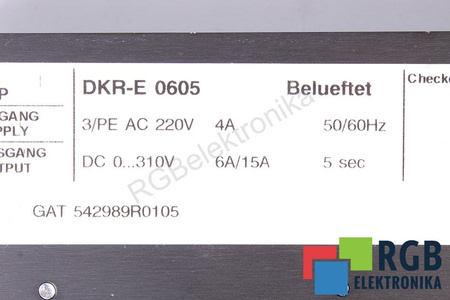 P DKR-E 0605 Belueftet Checke
GANG
PPLY 3/PE AC 220V 4A 50/60Hz
SGANG
TPUT DC 0...310V 6A/15A 5 sec
GAT 542989R0105
RGBelektronika
RGB
ELEKTRONIKA